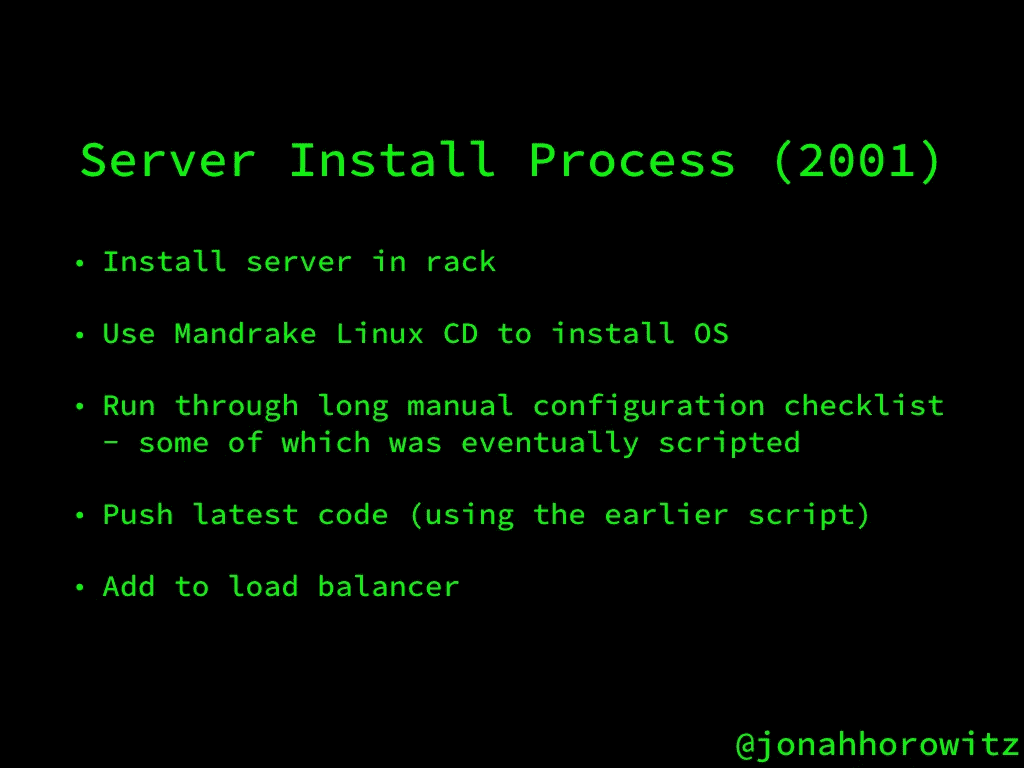 Server Install Process (2001)
• Install server in rack
• Use Mandrake Linux CD to install OS
• Run through long manual configuration checklist
– some of which was eventually scripted
• Push latest code (using the earlier script)
• Add to load balancer
@jonahhorowitz